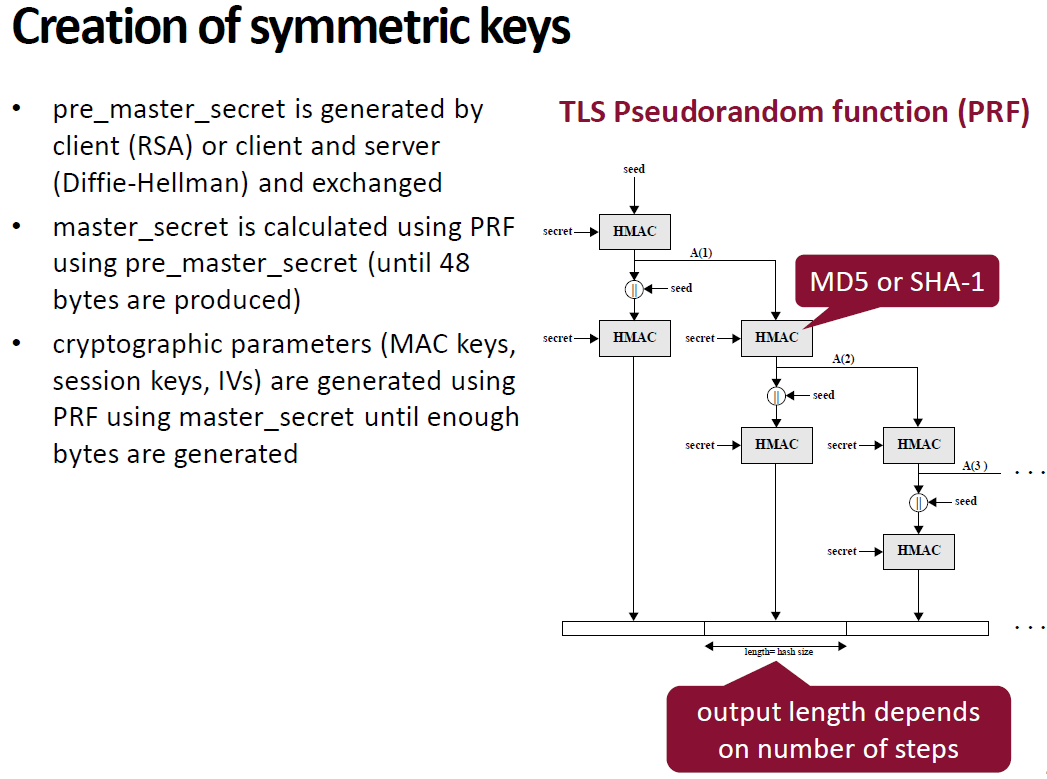 Creation of symmetric keys
• pre_master_secret is generated by
client (RSA) or client and server
(Diffie-Hellman) and exchanged
• master_secret is calculated using PRF
using pre_master_secret (until 48
bytes are produced)
• cryptographic parameters (MAC keys,
session keys, IVs) are generated using
PRF using master_secret until enough
bytes are generated
TLS Pseudorandom function (PRF)
seed
secret
HMAC
A(1)
||
seed
MD5 or SHA-1
secret
HMAC
secret
HMAC
A(2)
||
seed
secret
HMAC
secret
HMAC
A(3 )
. . .
||
seed
secret
HMAC
. . .
length= hash size
output length depends
on number of steps